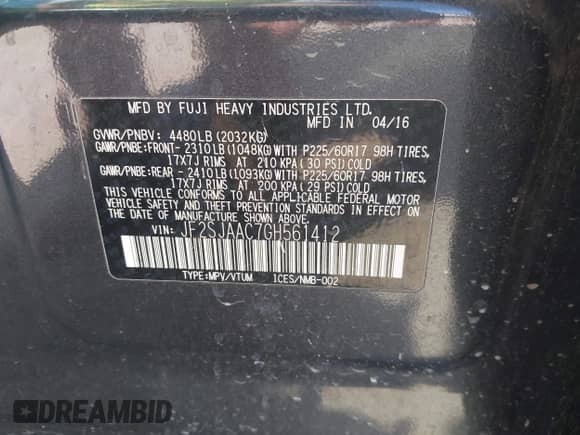 MFD BY FUJI HEAVY INDUSTRIES LTD.
MFD IN 04/16
GVWR/PNBV: 4480LB (2032KG)
GAWR/PNBE:FRONT- 2310LB(1048KG)WITH P225/60R17 98H TIRES,
17X7J RIMS AT 210 KPA ( 30 PSI)COLD
GAWR/PNBE:REAR - 2410LB(1093KG)WITH P225/60R17 98H TIRES,
17X7J RIMS AT 200 KPA ( 29 PSI)COLD
THIS VEHICLE CONFORMS TO ALL APPLICABLE FEDERAL MOTOR
VEHICLE SAFETY, BUMPER, AND THEFT PREVENTION STANDARDS
IN EFFECT ON THE DATE OF MANUFACTURE SHOWN ABOVE.
VIN: JF2SJAAC7GH561412
TYPE:MPV/VTUM ICES/NMB-002
DREAMBID